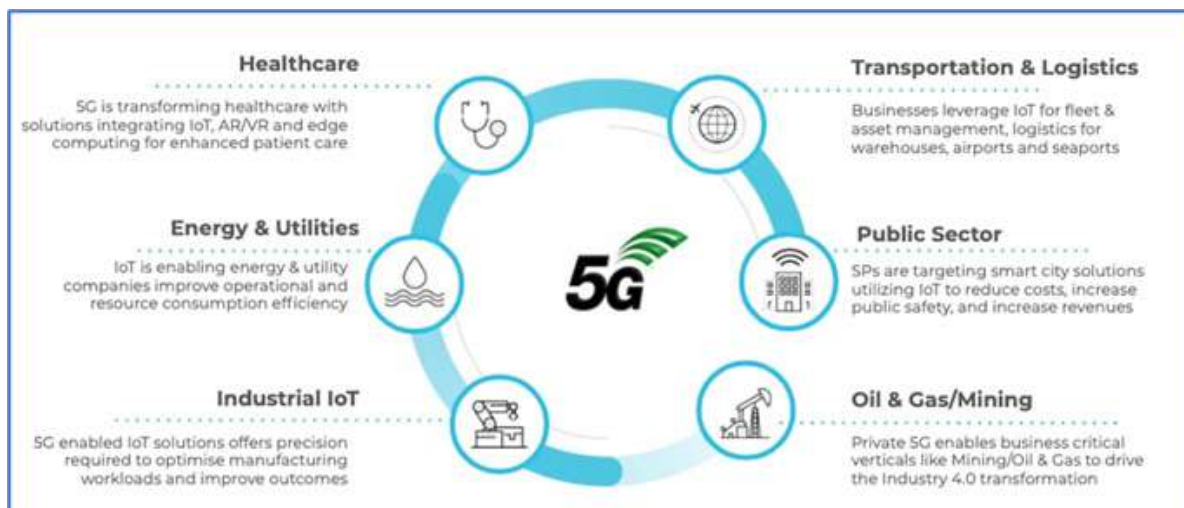 Healthcare
5G is transforming healthcare with
solutions integrating IoT, AR/VR and edge
computing for enhanced patient care
Energy & Utilities
IoT is enabling energy & utility
companies improve operational and
resource consumption efficiency
Industrial IoT
5G enabled IoT solutions offers precision
required to optimise manufacturing
workloads and improve outcomes
5G
Transportation & Logistics
Businesses leverage IoT for fleet &
asset management, logistics for
warehouses, airports and seaports
Public Sector
SPs are targeting smart city solutions
utilizing IoT to reduce costs, increase
public safety, and increase revenues
Oil & Gas/Mining
Private 5G enables business critical
verticals like Mining/Oil & Gas to drive
the Industry 4.0 transformation